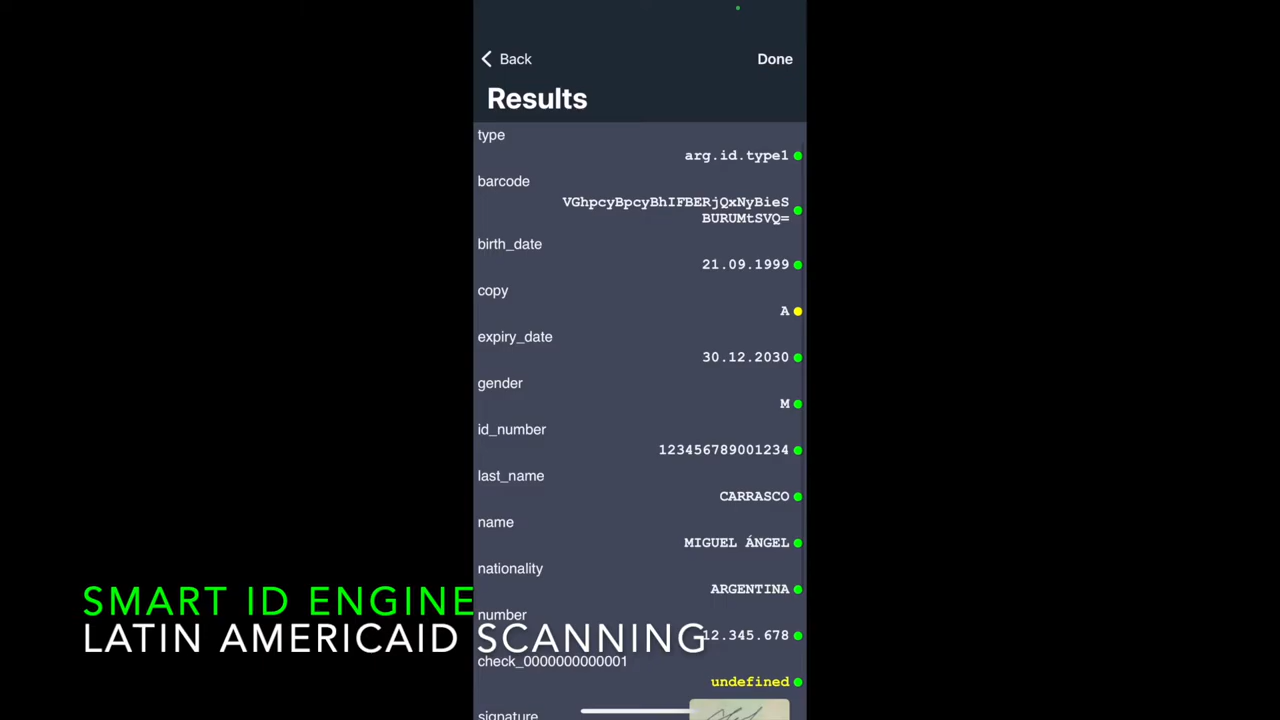 Back
Done
Results
type
arg.id.type1
barcode
VGhpcyBpcyBhIFBERjQxNyBieS
BURUMtSVQ=
birth_date
21.09.1999
copy
A
expiry_date
30.12.2030
gender
M
id_number
123456789001234
last_name
CARRASCO
name
MIGUEL ÁNGEL
nationality
ARGENTINA
number
12.345.678
check_0000000000001
undefined
signature
SMART ID ENGINE
LATIN AMERICAID SCANNING